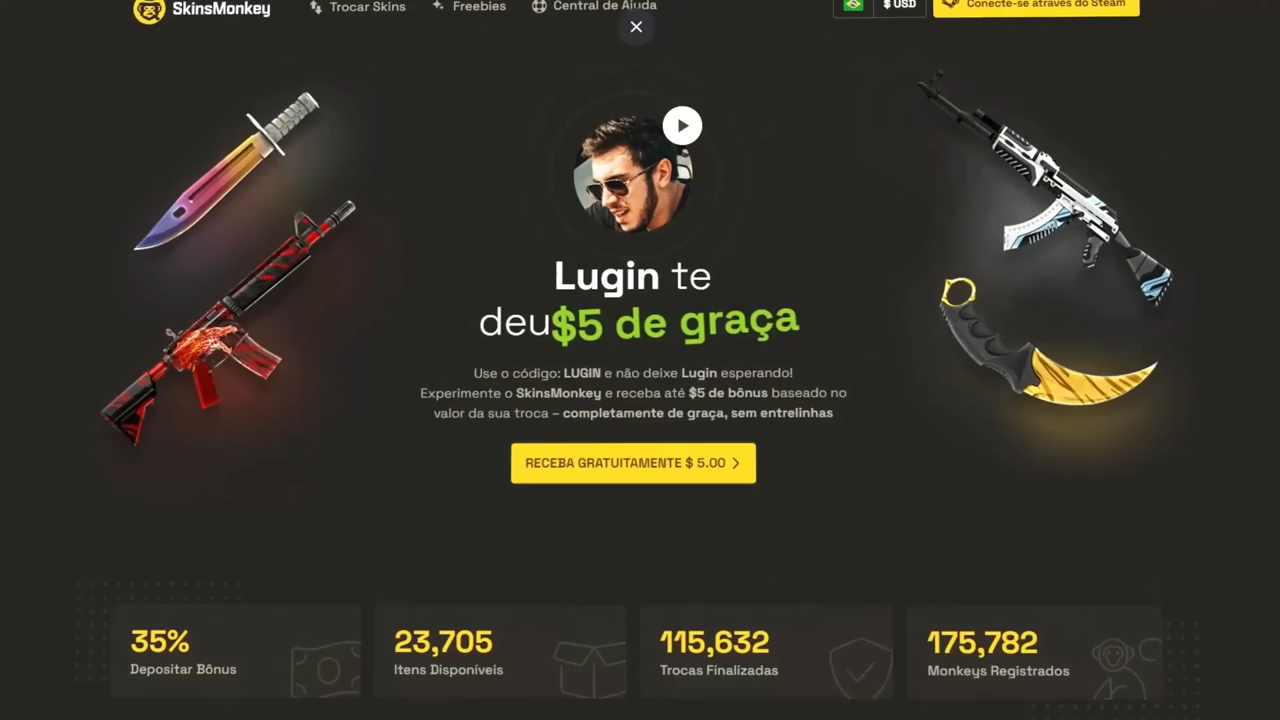 SkinsMonkey
Trocar Skins
Freebies
Central de Ajuda
$ USD
Conecte-se através do Steam
Lugin te
deu$5 de graça
Use o código: LUGIN e não deixe Lugin esperando!
Experimente o SkinsMonkey e receba até $5 de bônus baseado no
valor da sua troca – completamente de graça, sem entrelinhas
RECEBA GRATUITAMENTE $ 5.00
35%
Depositar Bônus
23,705
Itens Disponíveis
115,632
Trocas Finalizadas
175,782
Monkeys Registrados